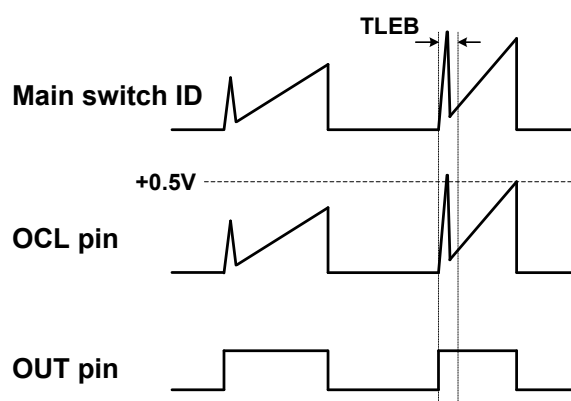 TLEB
Main switch ID
+0.5V
OCL pin
OUT pin